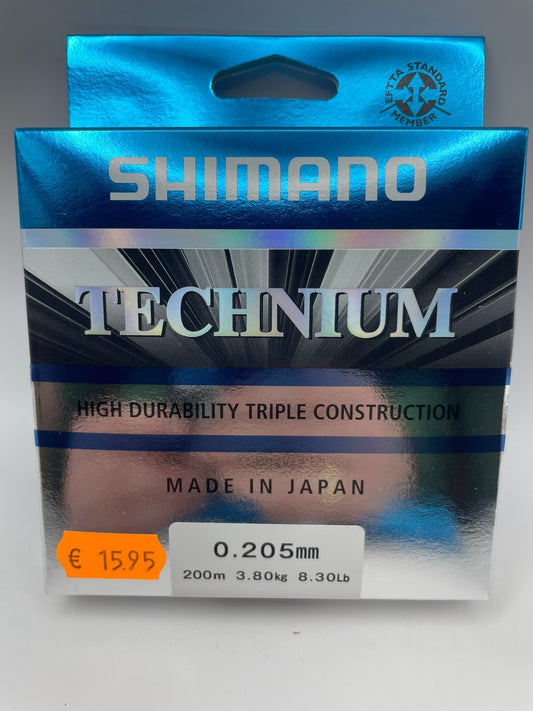 EFTTA STANDARD
MEMBER
SHIMANO
TECHNIUM
HIGH DURABILITY TRIPLE CONSTRUCTION
MADE IN JAPAN
€ 15.95
0.205mm
200m 3.80kg 8.30Lb